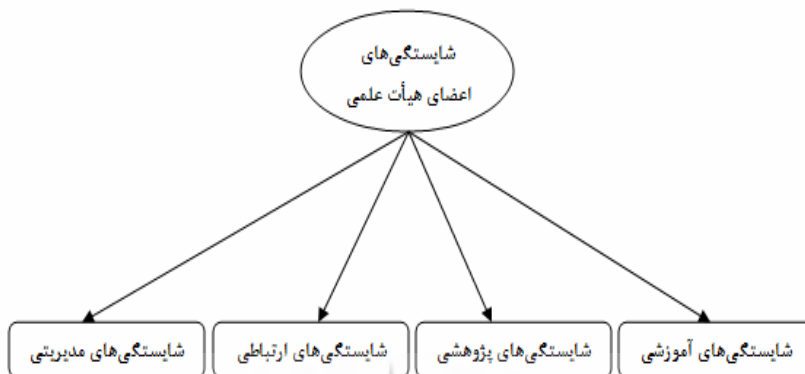 شایستگی‌های
اعضای هیأت علمی
شایستگی‌های آموزشی
شایستگی‌های پژوهشی
شایستگی‌های ارتباطی
شایستگی‌های مدیریتی